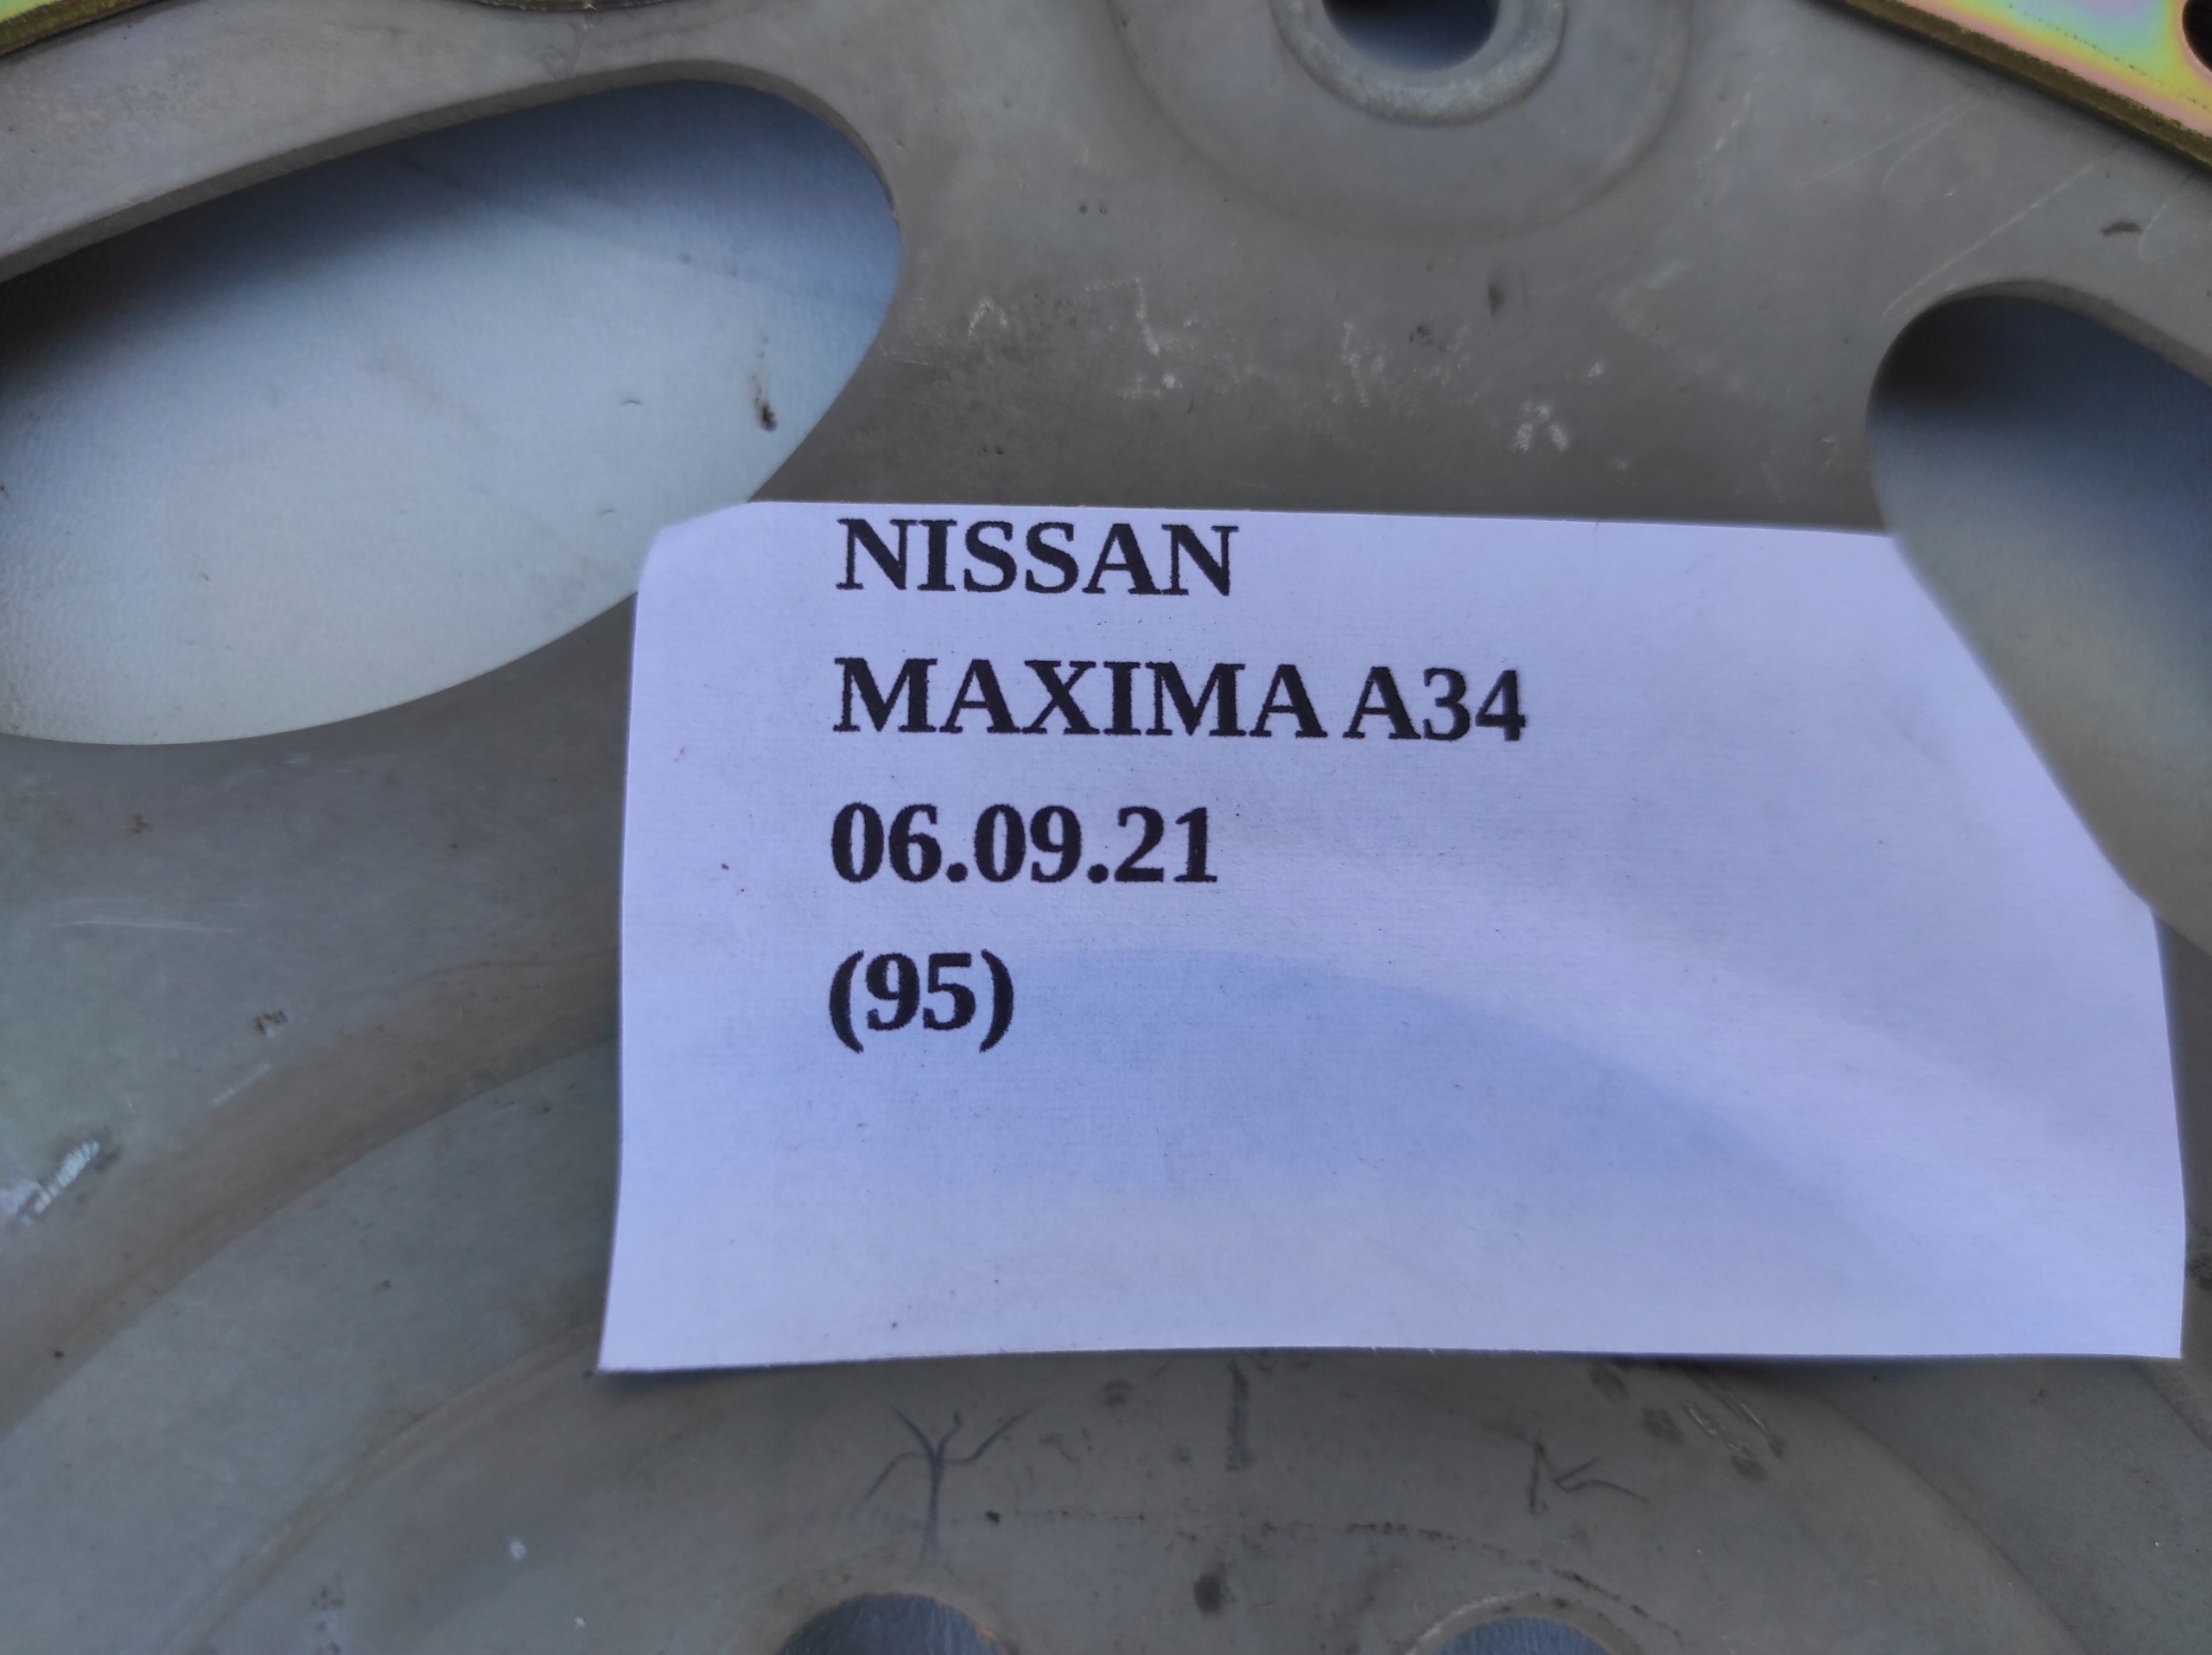 NISSAN
MAXIMA A34
06.09.21
(95)